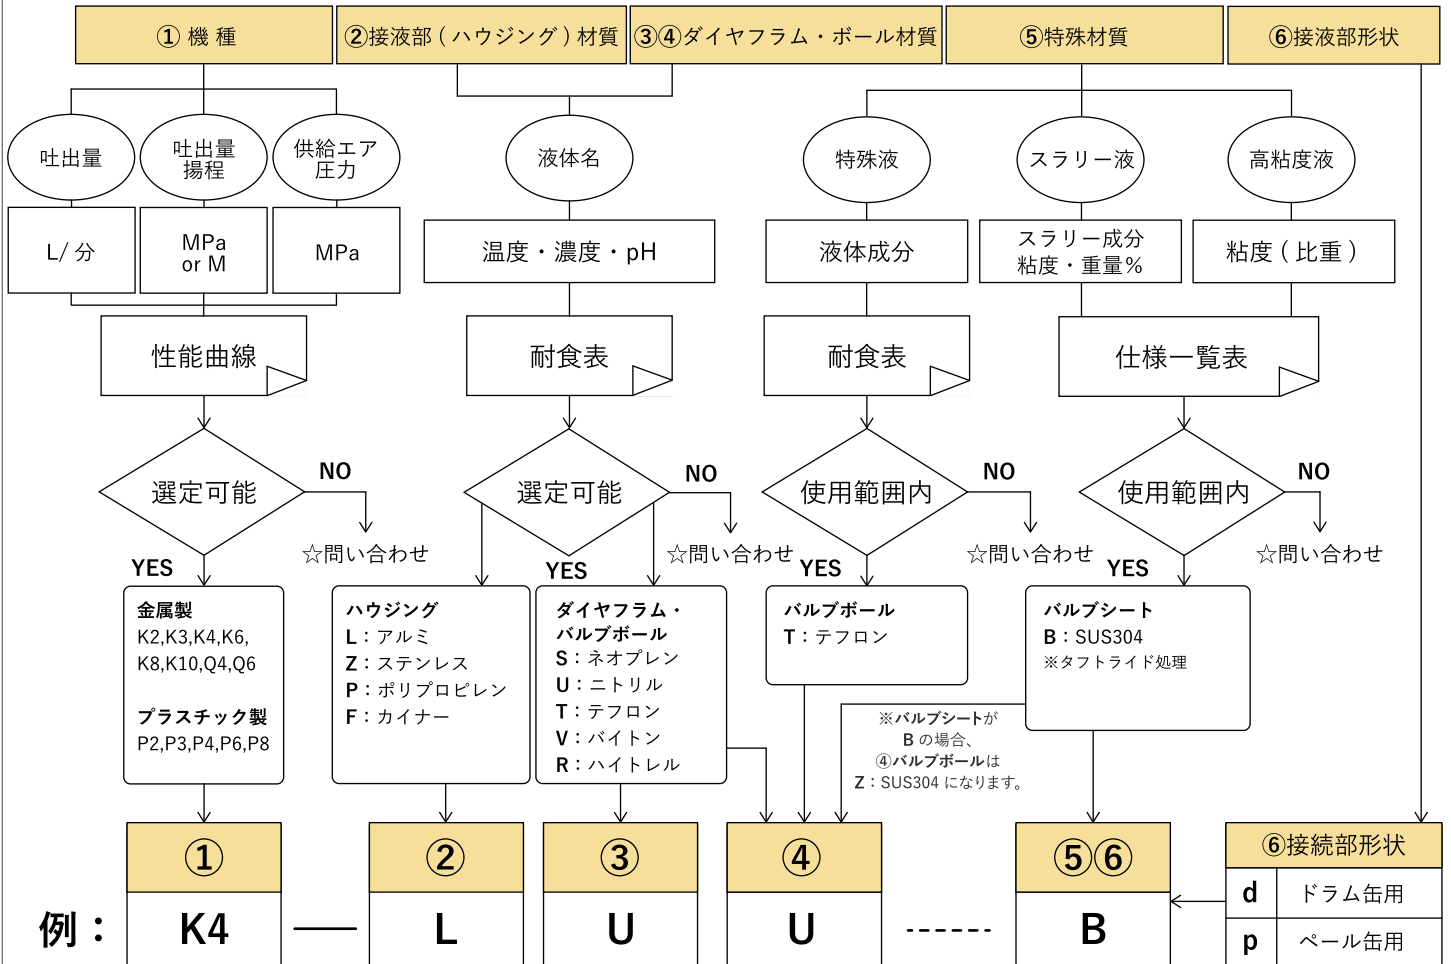 ① 機 種
②接液部 ( ハウジング ) 材質
③④ダイヤフラム・ボール材質
⑤特殊材質
⑥接液部形状
吐出量
吐出量
揚程
供給エア
圧力
液体名
特殊液
スラリー液
高粘度液
L/ 分
MPa
or M
MPa
温度・濃度・pH
液体成分
スラリー成分
粘度・重量%
粘度 ( 比重 )
性能曲線
耐食表
耐食表
仕様一覧表
選定可能
NO
☆問い合わせ
YES
選定可能
NO
☆問い合わせ
YES
使用範囲内
NO
☆問い合わせ
YES
使用範囲内
NO
☆問い合わせ
YES
金属製
K2,K3,K4,K6,
K8,K10,Q4,Q6
プラスチック製
P2,P3,P4,P6,P8
ハウジング
L：アルミ
Z：ステンレス
P：ポリプロピレン
F：カイナー
ダイヤフラム・
バルブボール
S：ネオプレン
U：ニトリル
T：テフロン
V：バイトン
R：ハイトレル
バルブボール
T：テフロン
バルブシート
B：SUS304
※タフトライド処理
※バルブシートが
B の場合、
④バルブボールは
Z：SUS304 になります。
①
②
③
④
⑤⑥
⑥接続部形状
d ドラム缶用
p ペール缶用
例： K4 — L U U ------ B